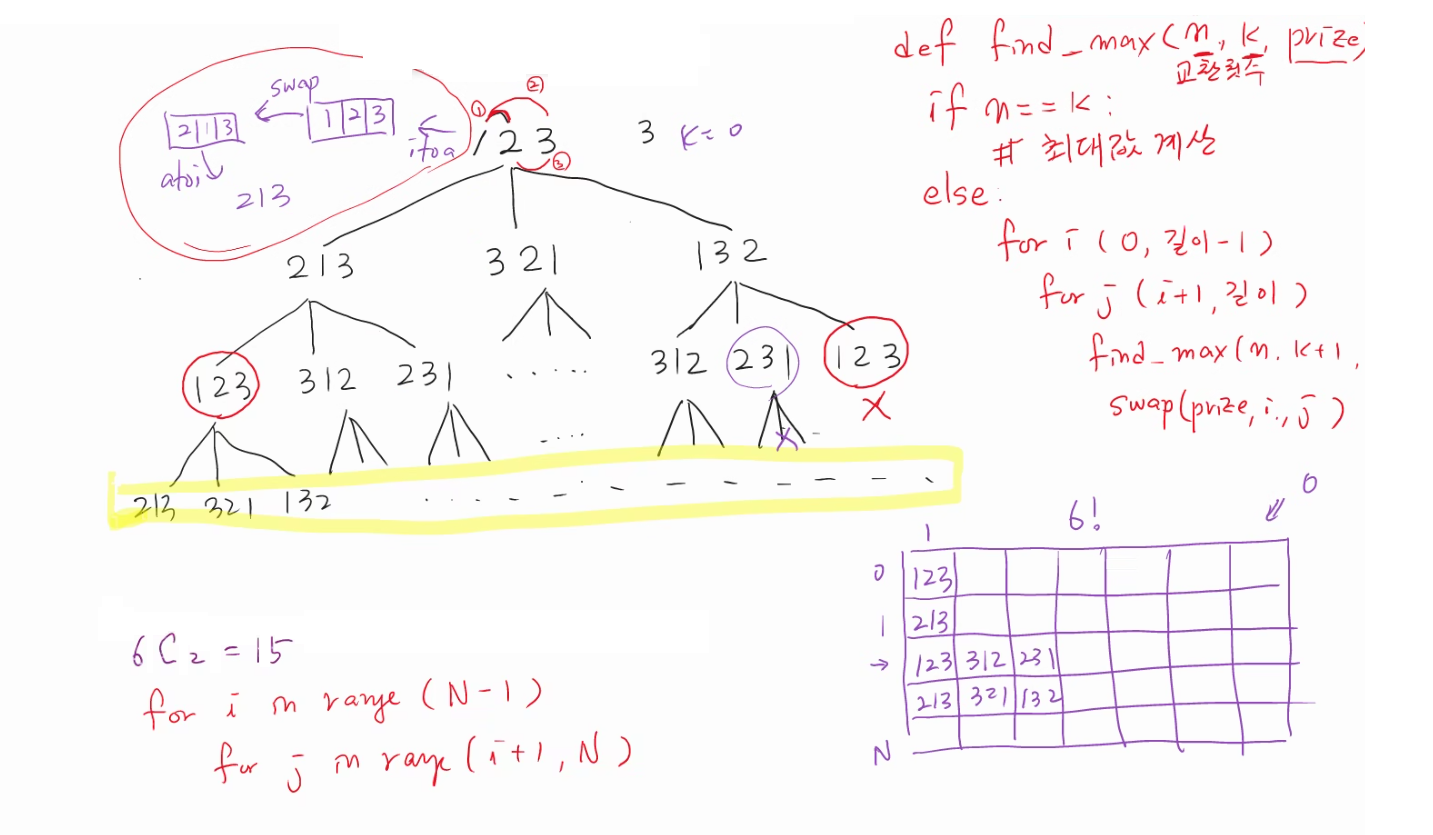 swap
2 1 3
1 2 3
atoi
213
itoa
① ② ③
123
3 K=0
213 321 132
123 312 231 ..... 312 231 123
X
X
....
213 321 132
6C2 = 15
for i in range (N-1)
for j in range (i+1, N)
def find_max(n, k, prize)
교환횟수
if n==k:
# 최대값 계산
else:
for i (0, 길이-1)
for j (i+1, 길이)
find_max(n. k+1,
swap(prize, i., j)
1 6! 0
0 123
1 213
→ 123 312 231
213 321 132
N